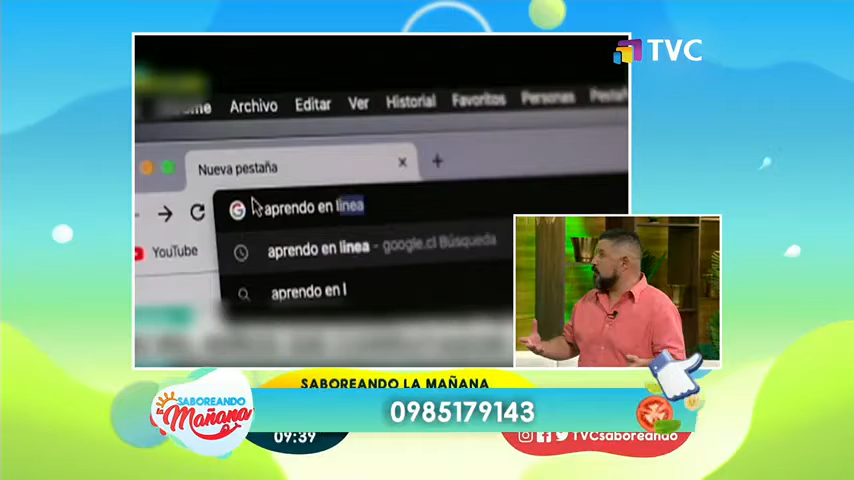 TVC
Archivo Editar Ver Historial Favoritos Personas
Nueva pestaña
aprendo en linea
YouTube
aprendo en linea - google.cl Búsqueda
aprendo en l
SABOREANDO LA MAÑANA
SABOREANDO
Mañana
0985179143
09:39
TVCsaboreando